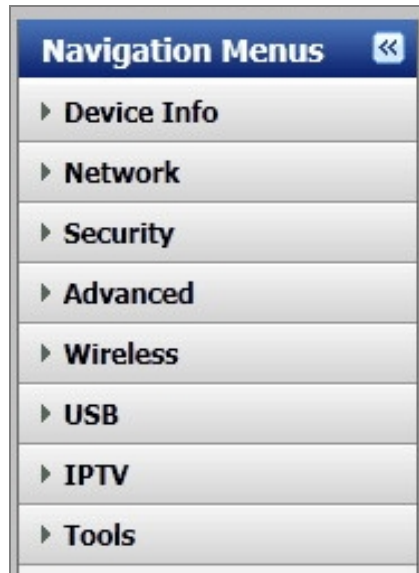 Navigation Menus
Device Info
Network
Security
Advanced
Wireless
USB
IPTV
Tools